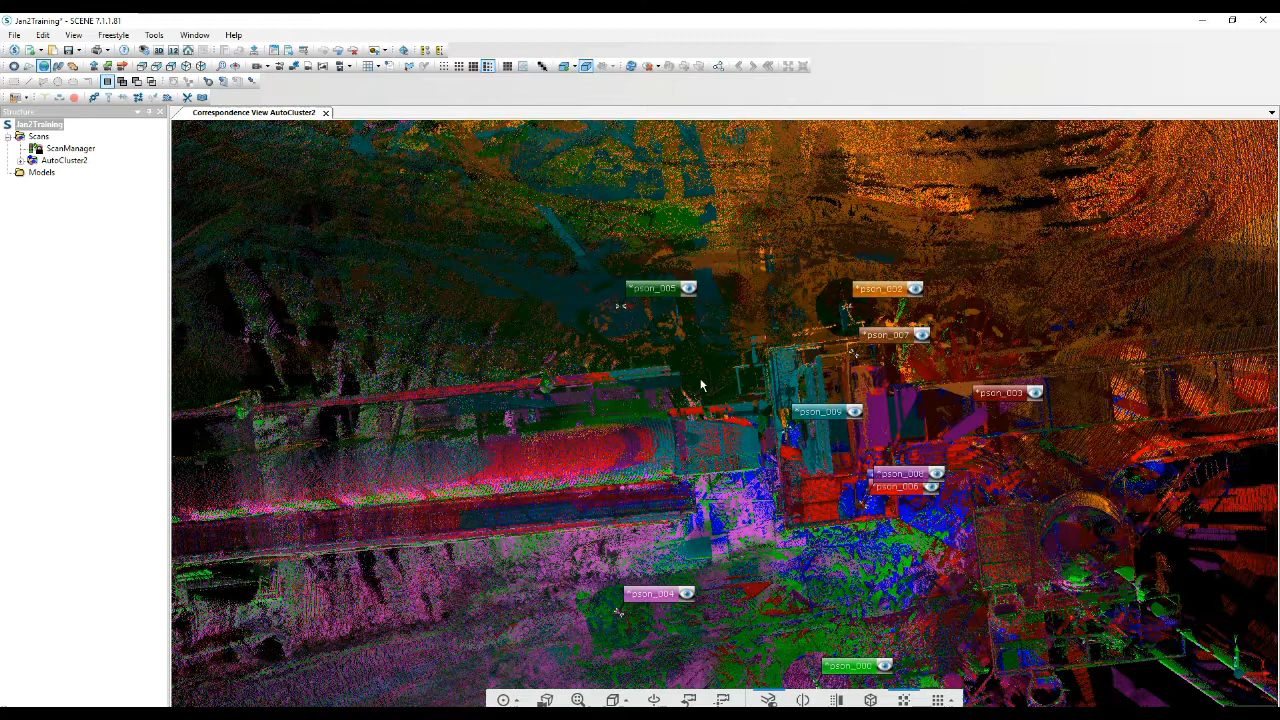 Jan2Training* - SCENE 7.1.1.81
File Edit View Freestyle Tools Window Help
Structure
Correspondence View AutoCluster2
Jan2Training
Scans
ScanManager
AutoCluster2
Models
*pson_005
*pson_002
*pson_007
*pson_003
*pson_009
*pson_008
*pson_006
*pson_004
*pson_000